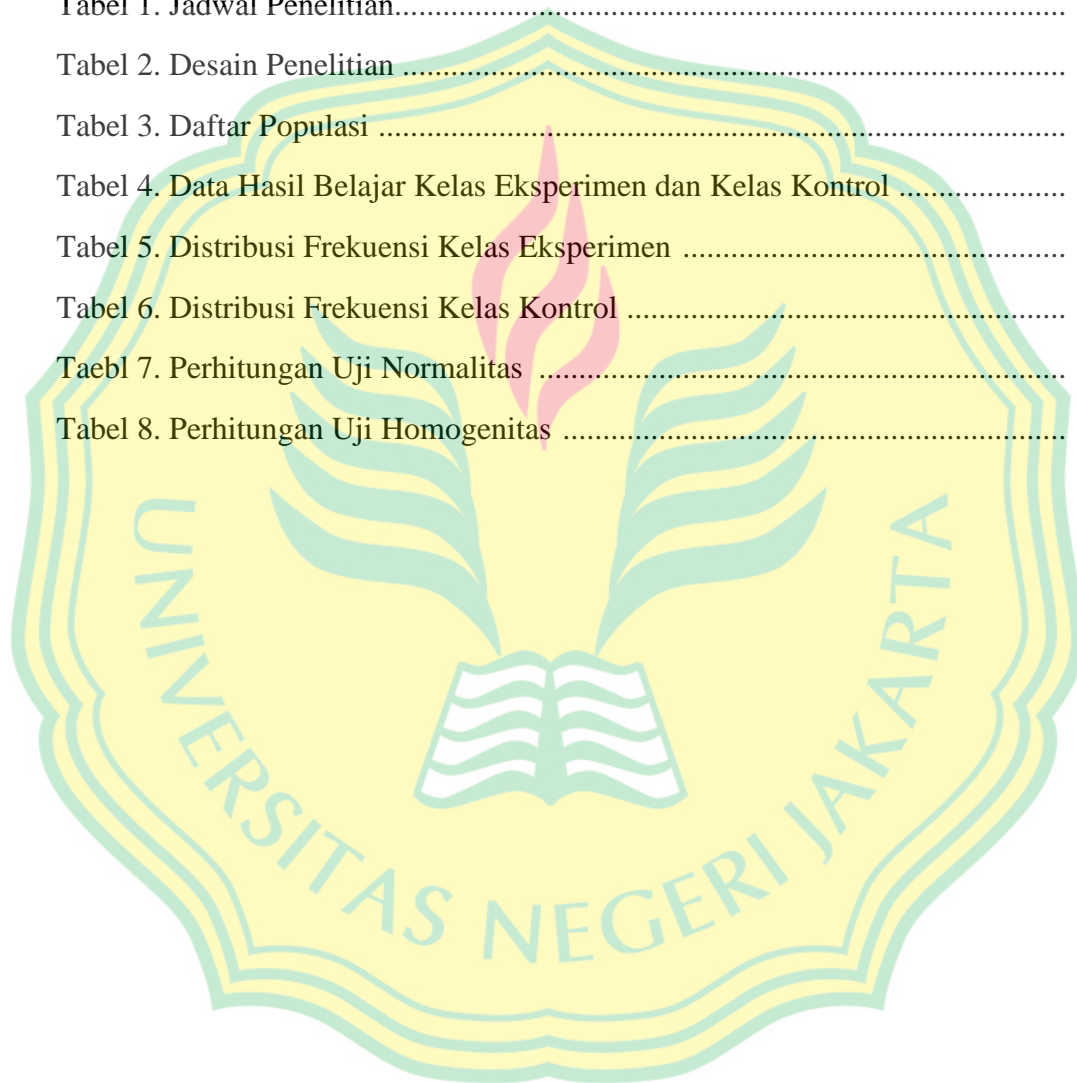 Tabel 1. Jadwal Penelitian....................................................................................
Tabel 2. Desain Penelitian ..................................................................................
Tabel 3. Daftar Populasi .....................................................................................
Tabel 4. Data Hasil Belajar Kelas Eksperimen dan Kelas Kontrol .....................
Tabel 5. Distribusi Frekuensi Kelas Eksperimen ...............................................
Tabel 6. Distribusi Frekuensi Kelas Kontrol ......................................................
Taebl 7. Perhitungan Uji Normalitas .................................................................
Tabel 8. Perhitungan Uji Homogenitas ..............................................................
UNIVERSITAS NEGERI JAKARTA